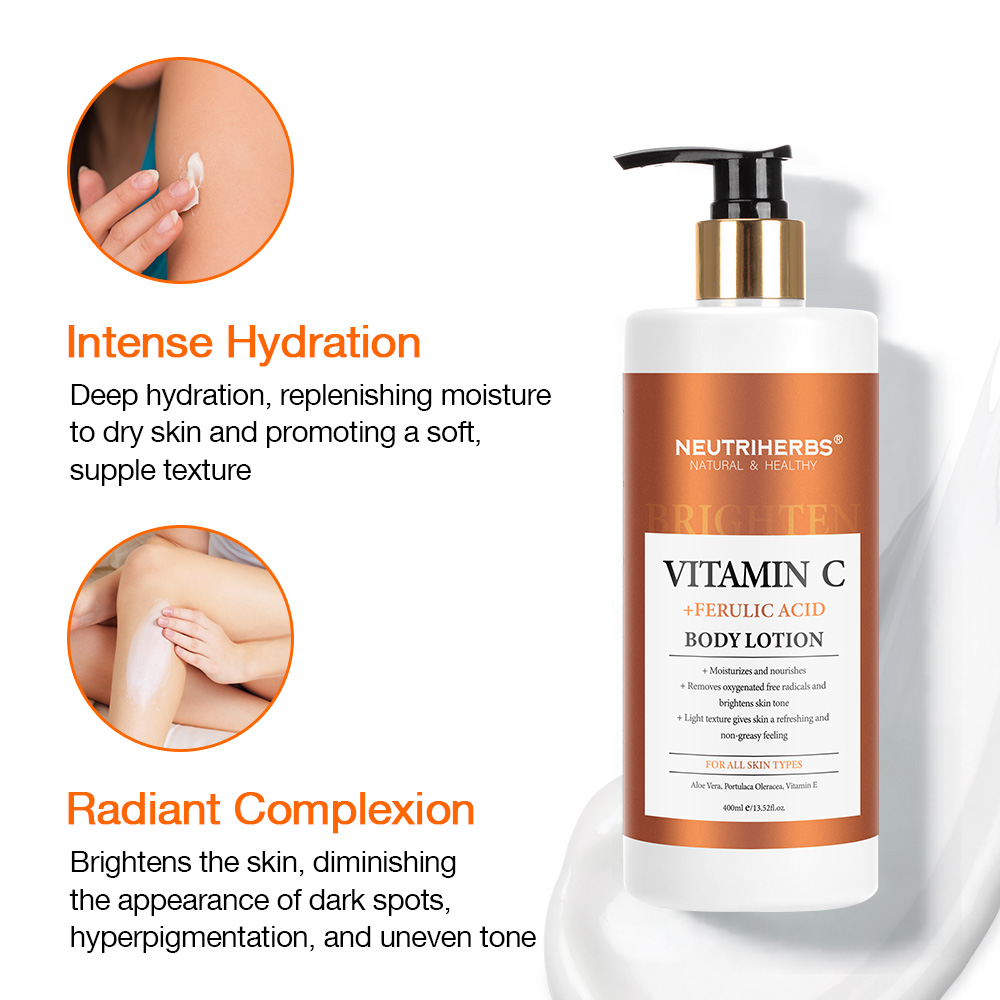 Intense Hydration
Deep hydration, replenishing moisture
to dry skin and promoting a soft,
supple texture
Radiant Complexion
Brightens the skin, diminishing
the appearance of dark spots,
hyperpigmentation, and uneven tone
NEUTRIHERBS®
NATURAL & HEALTHY
BRIGHTEN
VITAMIN C
+FERULIC ACID
BODY LOTION
+ Moisturizes and nourishes
+ Removes oxygenated free radicals and
brightens skin tone
+ Light texture gives skin a refreshing and
non-greasy feeling
FOR ALL SKIN TYPES
Aloe Vera, Portulaca Oleracea, Vitamin E
400ml e/13.52fl.oz.